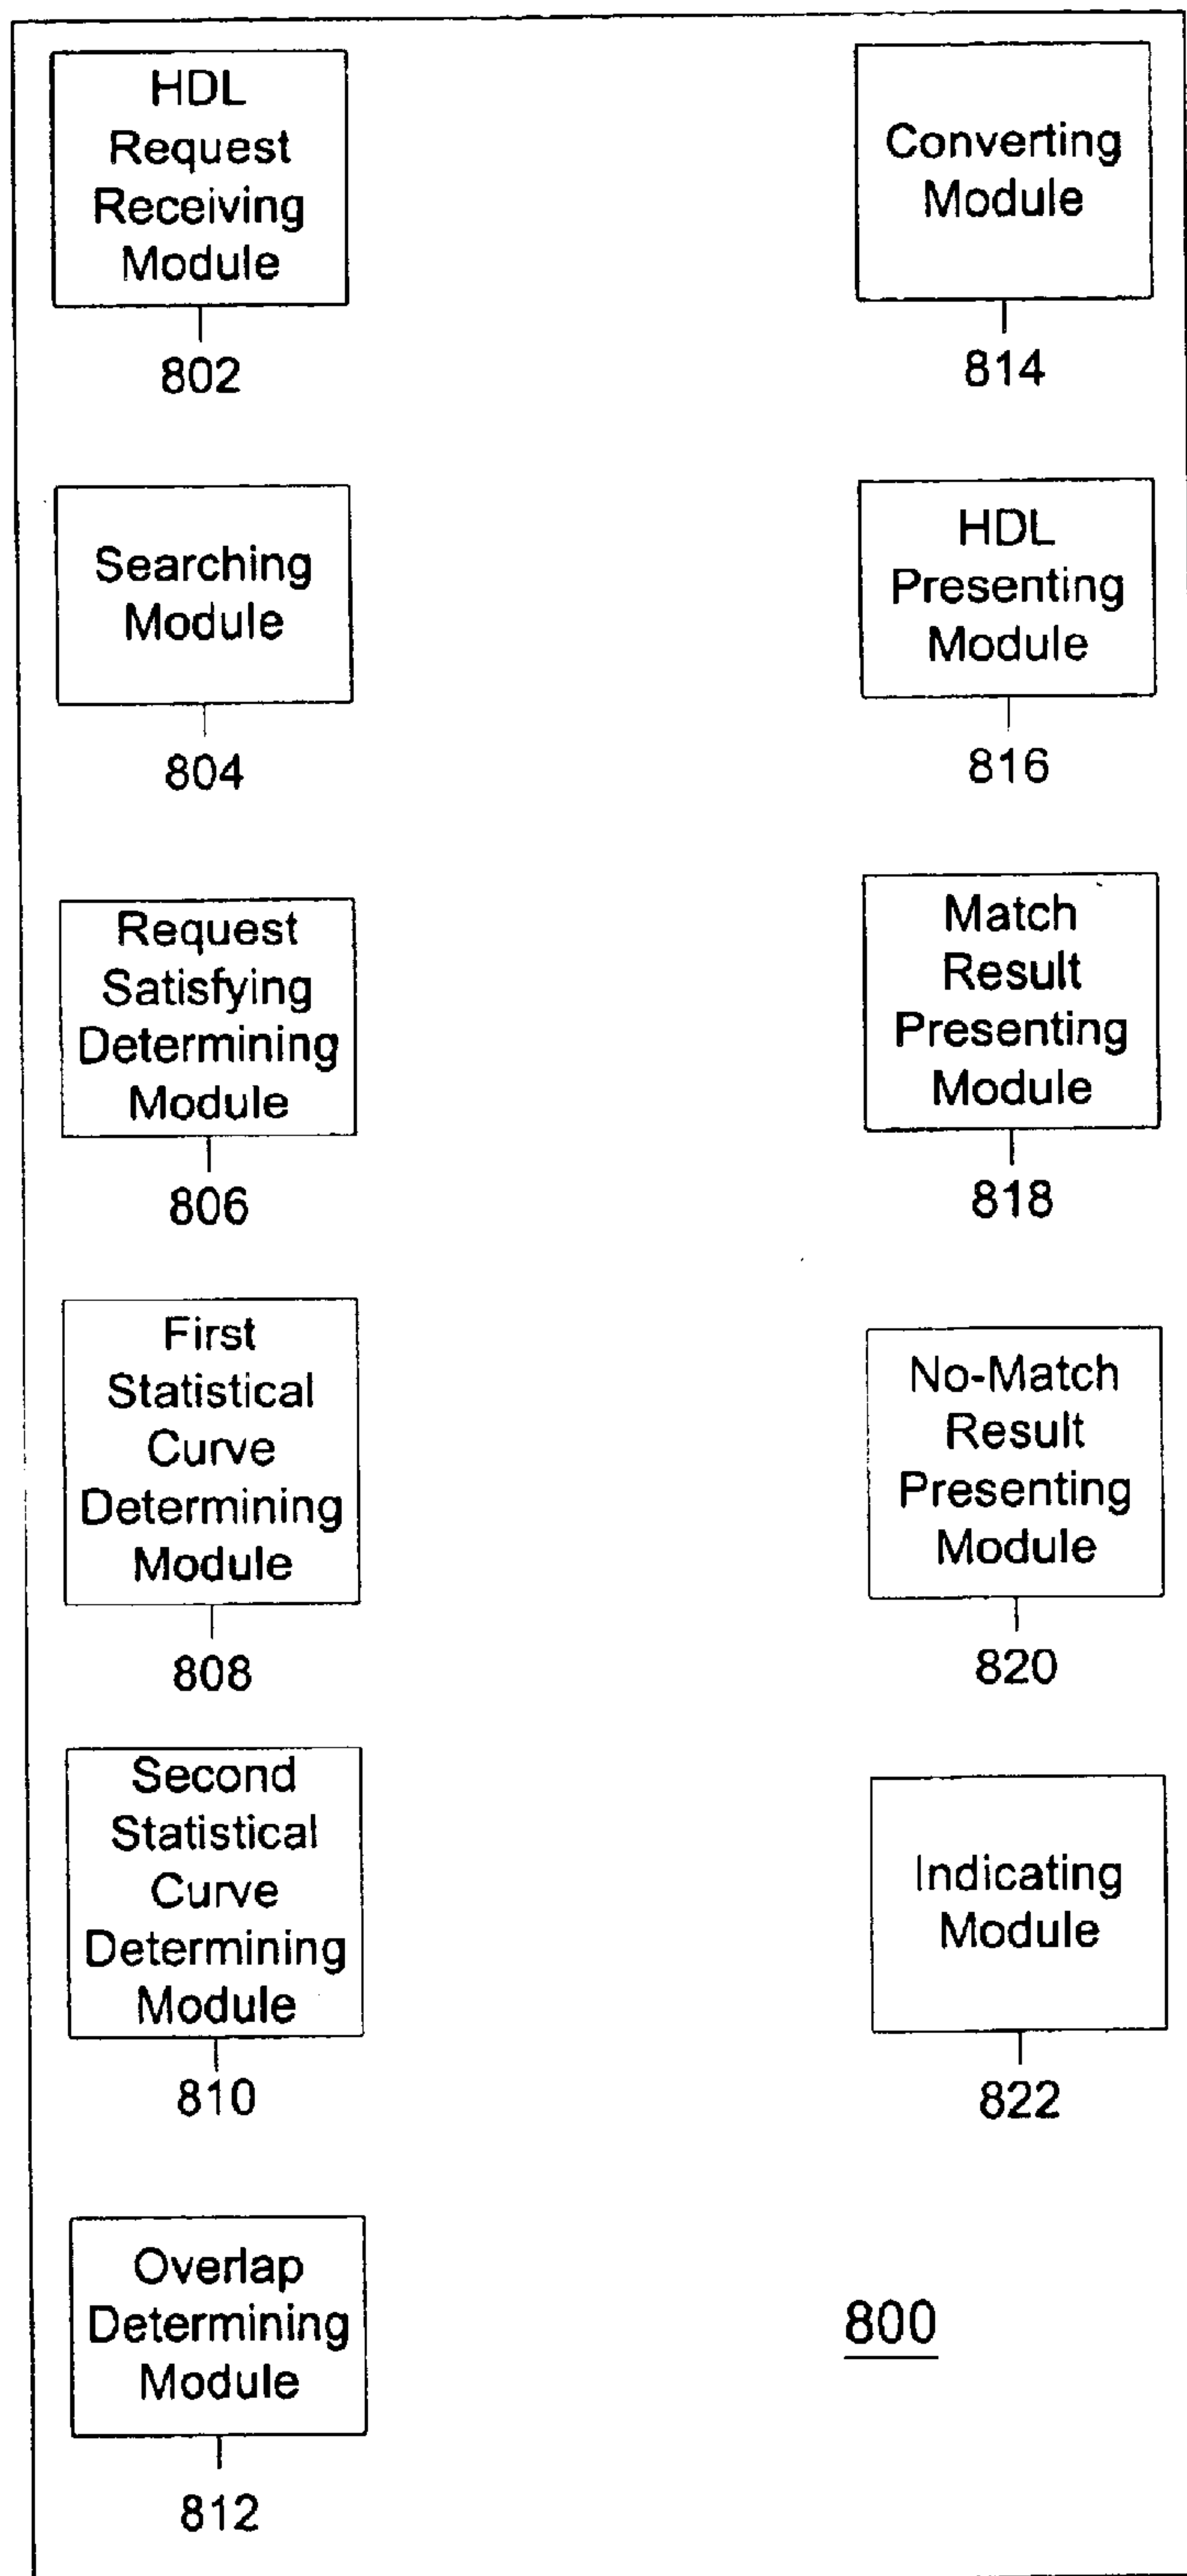 HDL
Request
Receiving
Module
802
Searching
Module
804
Request
Satisfying
Determining
Module
806
First
Statistical
Curve
Determining
Module
808
Second
Statistical
Curve
Determining
Module
810
Overlap
Determining
Module
812
Converting
Module
814
HDL
Presenting
Module
816
Match
Result
Presenting
Module
818
No-Match
Result
Presenting
Module
820
Indicating
Module
822
800